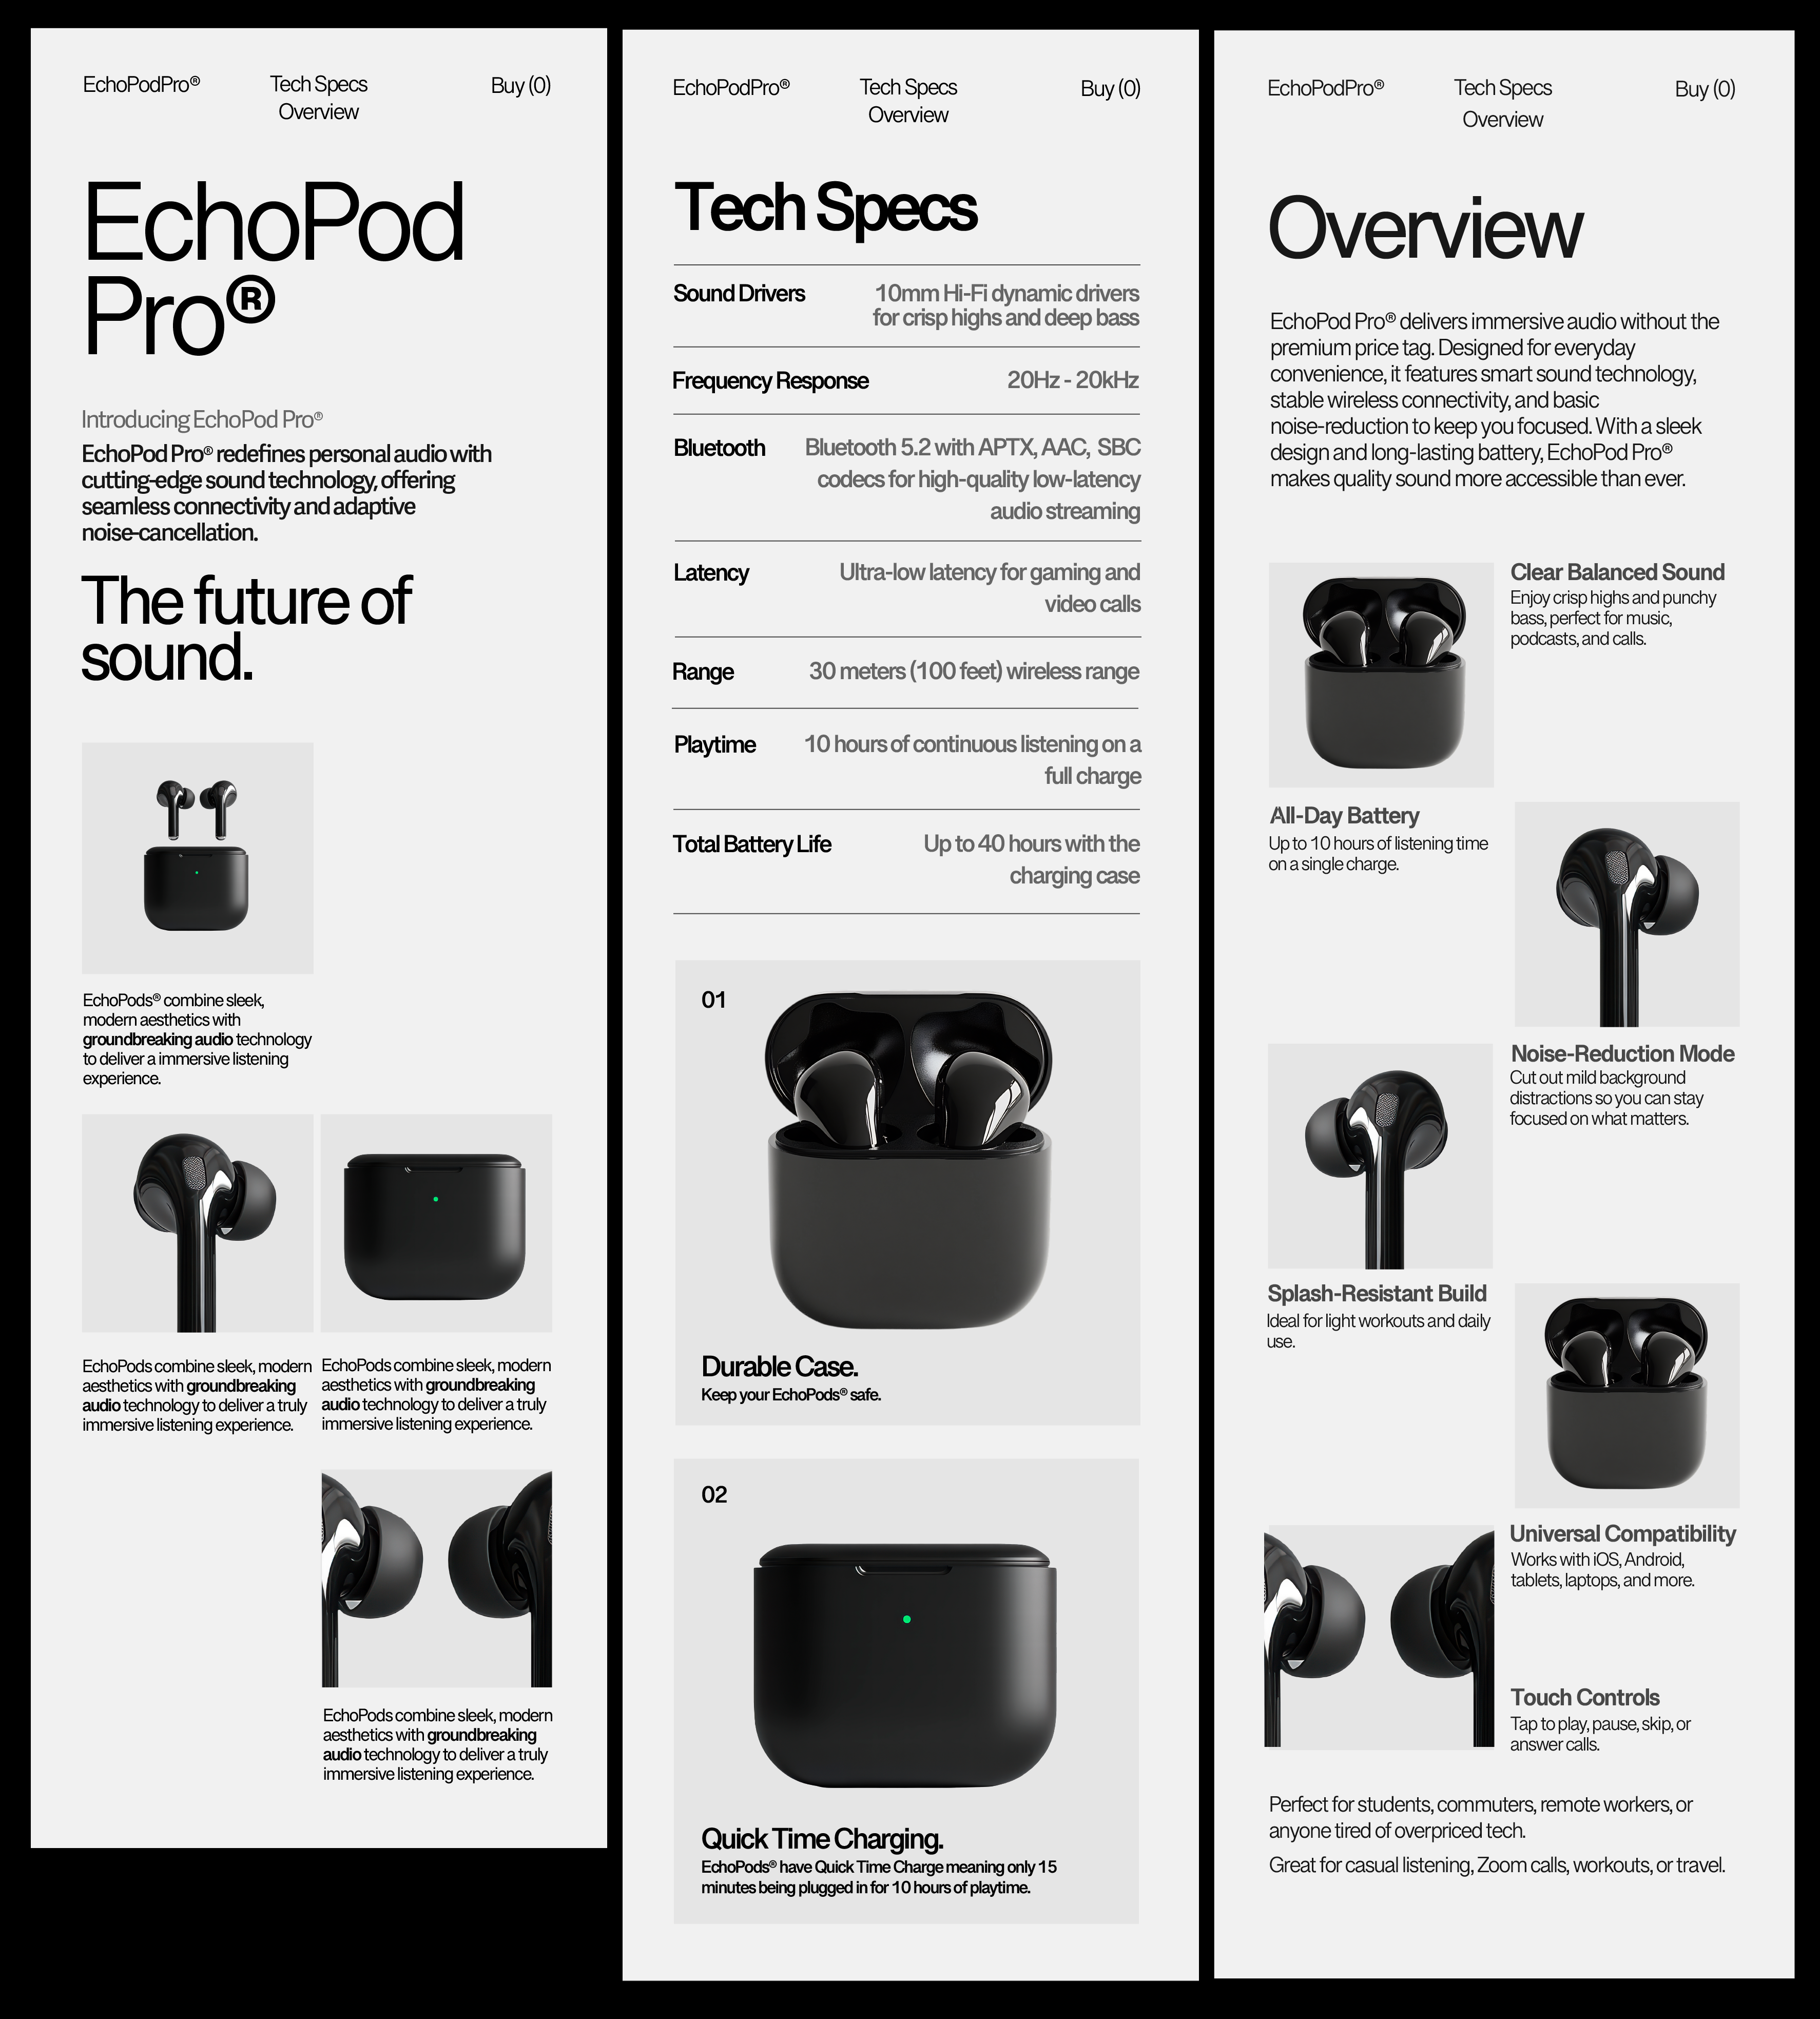 EchoPodPro®
Tech Specs
Overview
Buy (0)
EchoPod
Pro®
Introducing EchoPod Pro®
EchoPod Pro® redefines personal audio with
cutting-edge sound technology, offering
seamless connectivity and adaptive
noise-cancellation.
The future of
sound.
EchoPods® combine sleek,
modern aesthetics with
groundbreaking audio technology
to deliver a immersive listening
experience.
EchoPods combine sleek, modern
aesthetics with groundbreaking
audio technology to deliver a truly
immersive listening experience.
EchoPods combine sleek, modern
aesthetics with groundbreaking
audio technology to deliver a truly
immersive listening experience.
EchoPods combine sleek, modern
aesthetics with groundbreaking
audio technology to deliver a truly
immersive listening experience.
EchoPodPro®
Tech Specs
Overview
Buy (0)
Tech Specs
Sound Drivers
10mm Hi-Fi dynamic drivers
for crisp highs and deep bass
Frequency Response
20Hz - 20kHz
Bluetooth
Bluetooth 5.2 with APTX, AAC, SBC
codecs for high-quality low-latency
audio streaming
Latency
Ultra-low latency for gaming and
video calls
Range
30 meters (100 feet) wireless range
Playtime
10 hours of continuous listening on a
full charge
Total Battery Life
Up to 40 hours with the
charging case
01
Durable Case.
Keep your EchoPods® safe.
02
Quick Time Charging.
EchoPods® have Quick Time Charge meaning only 15
minutes being plugged in for 10 hours of playtime.
EchoPodPro®
Tech Specs
Overview
Buy (0)
Overview
EchoPod Pro® delivers immersive audio without the
premium price tag. Designed for everyday
convenience, it features smart sound technology,
stable wireless connectivity, and basic
noise-reduction to keep you focused. With a sleek
design and long-lasting battery, EchoPod Pro®
makes quality sound more accessible than ever.
Clear Balanced Sound
Enjoy crisp highs and punchy
bass, perfect for music,
podcasts, and calls.
All-Day Battery
Up to 10 hours of listening time
on a single charge.
Noise-Reduction Mode
Cut out mild background
distractions so you can stay
focused on what matters.
Splash-Resistant Build
Ideal for light workouts and daily
use.
Universal Compatibility
Works with iOS, Android,
tablets, laptops, and more.
Touch Controls
Tap to play, pause, skip, or
answer calls.
Perfect for students, commuters, remote workers, or
anyone tired of overpriced tech.
Great for casual listening, Zoom calls, workouts, or travel.